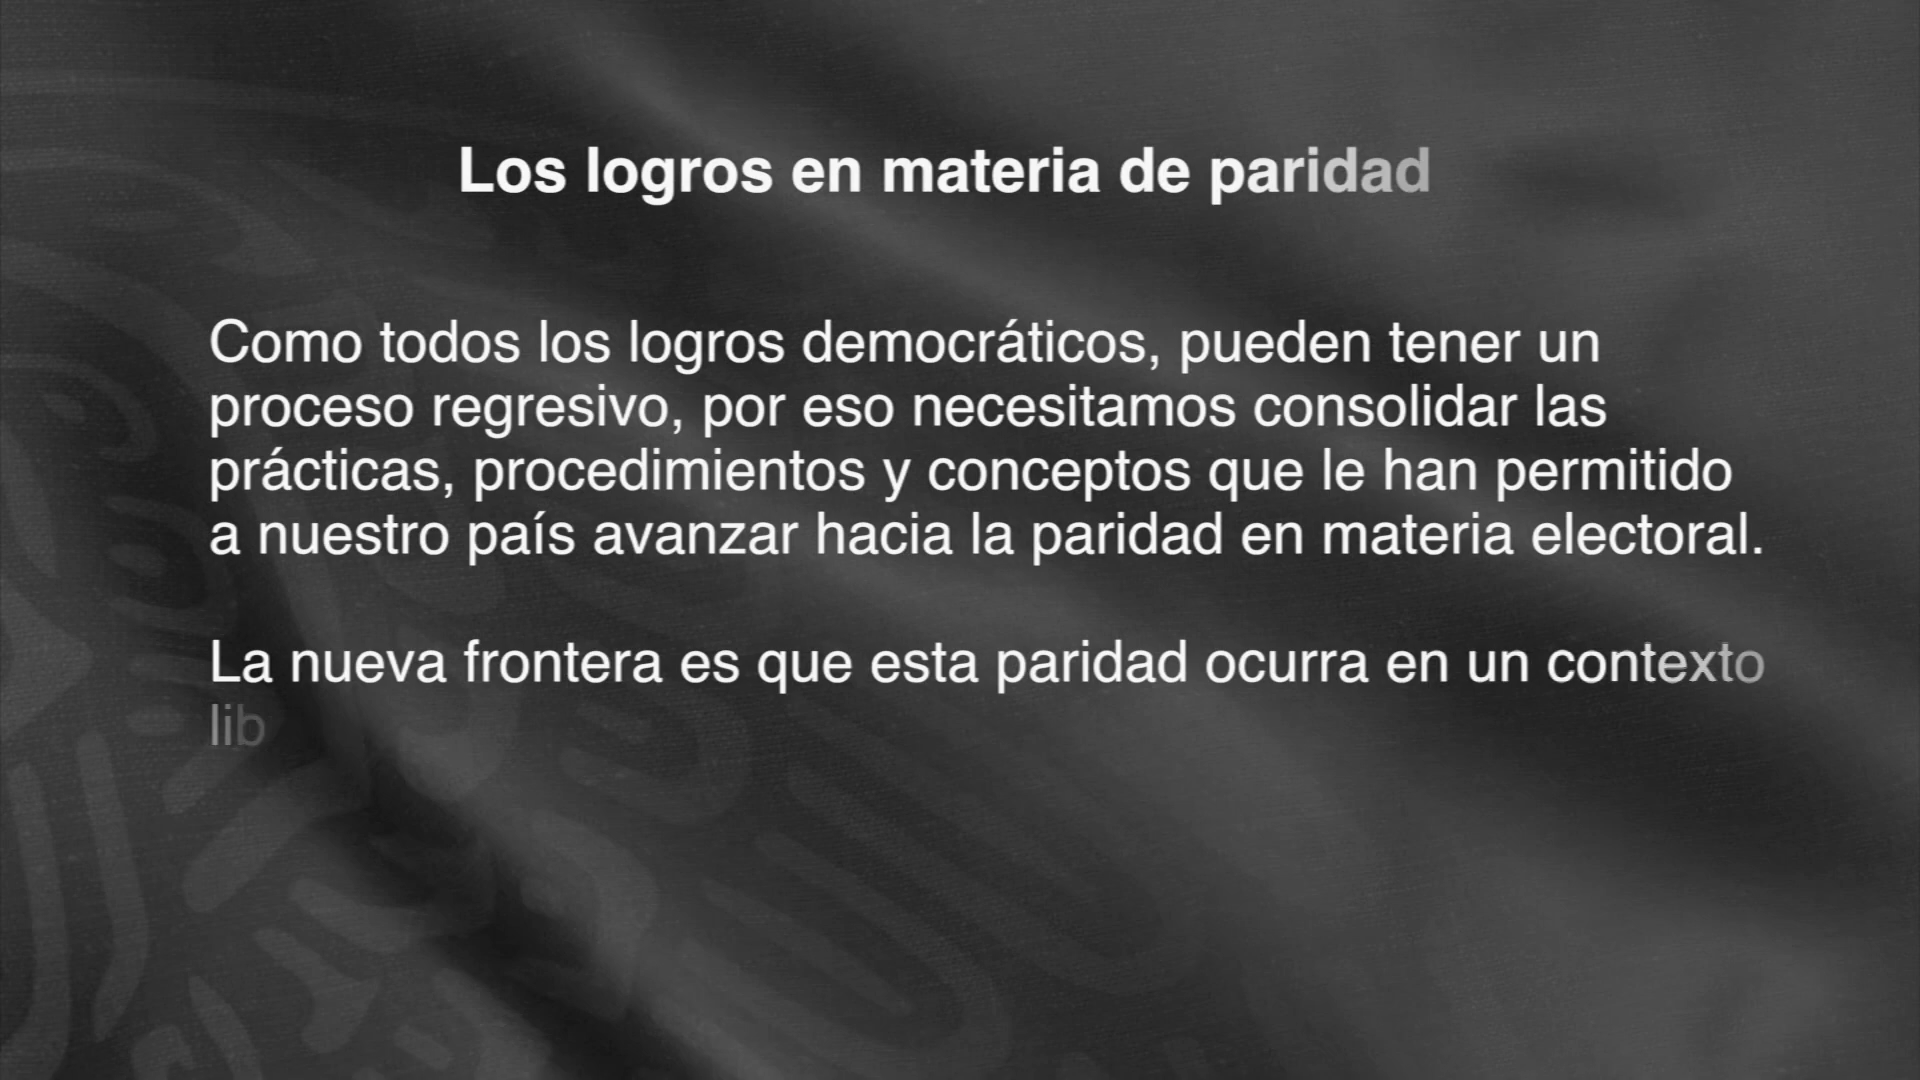 Los logros en materia de paridad
Como todos los logros democráticos, pueden tener un
proceso regresivo, por eso necesitamos consolidar las
prácticas, procedimientos y conceptos que le han permitido
a nuestro país avanzar hacia la paridad en materia electoral.
La nueva frontera es que esta paridad ocurra en un contexto
lib